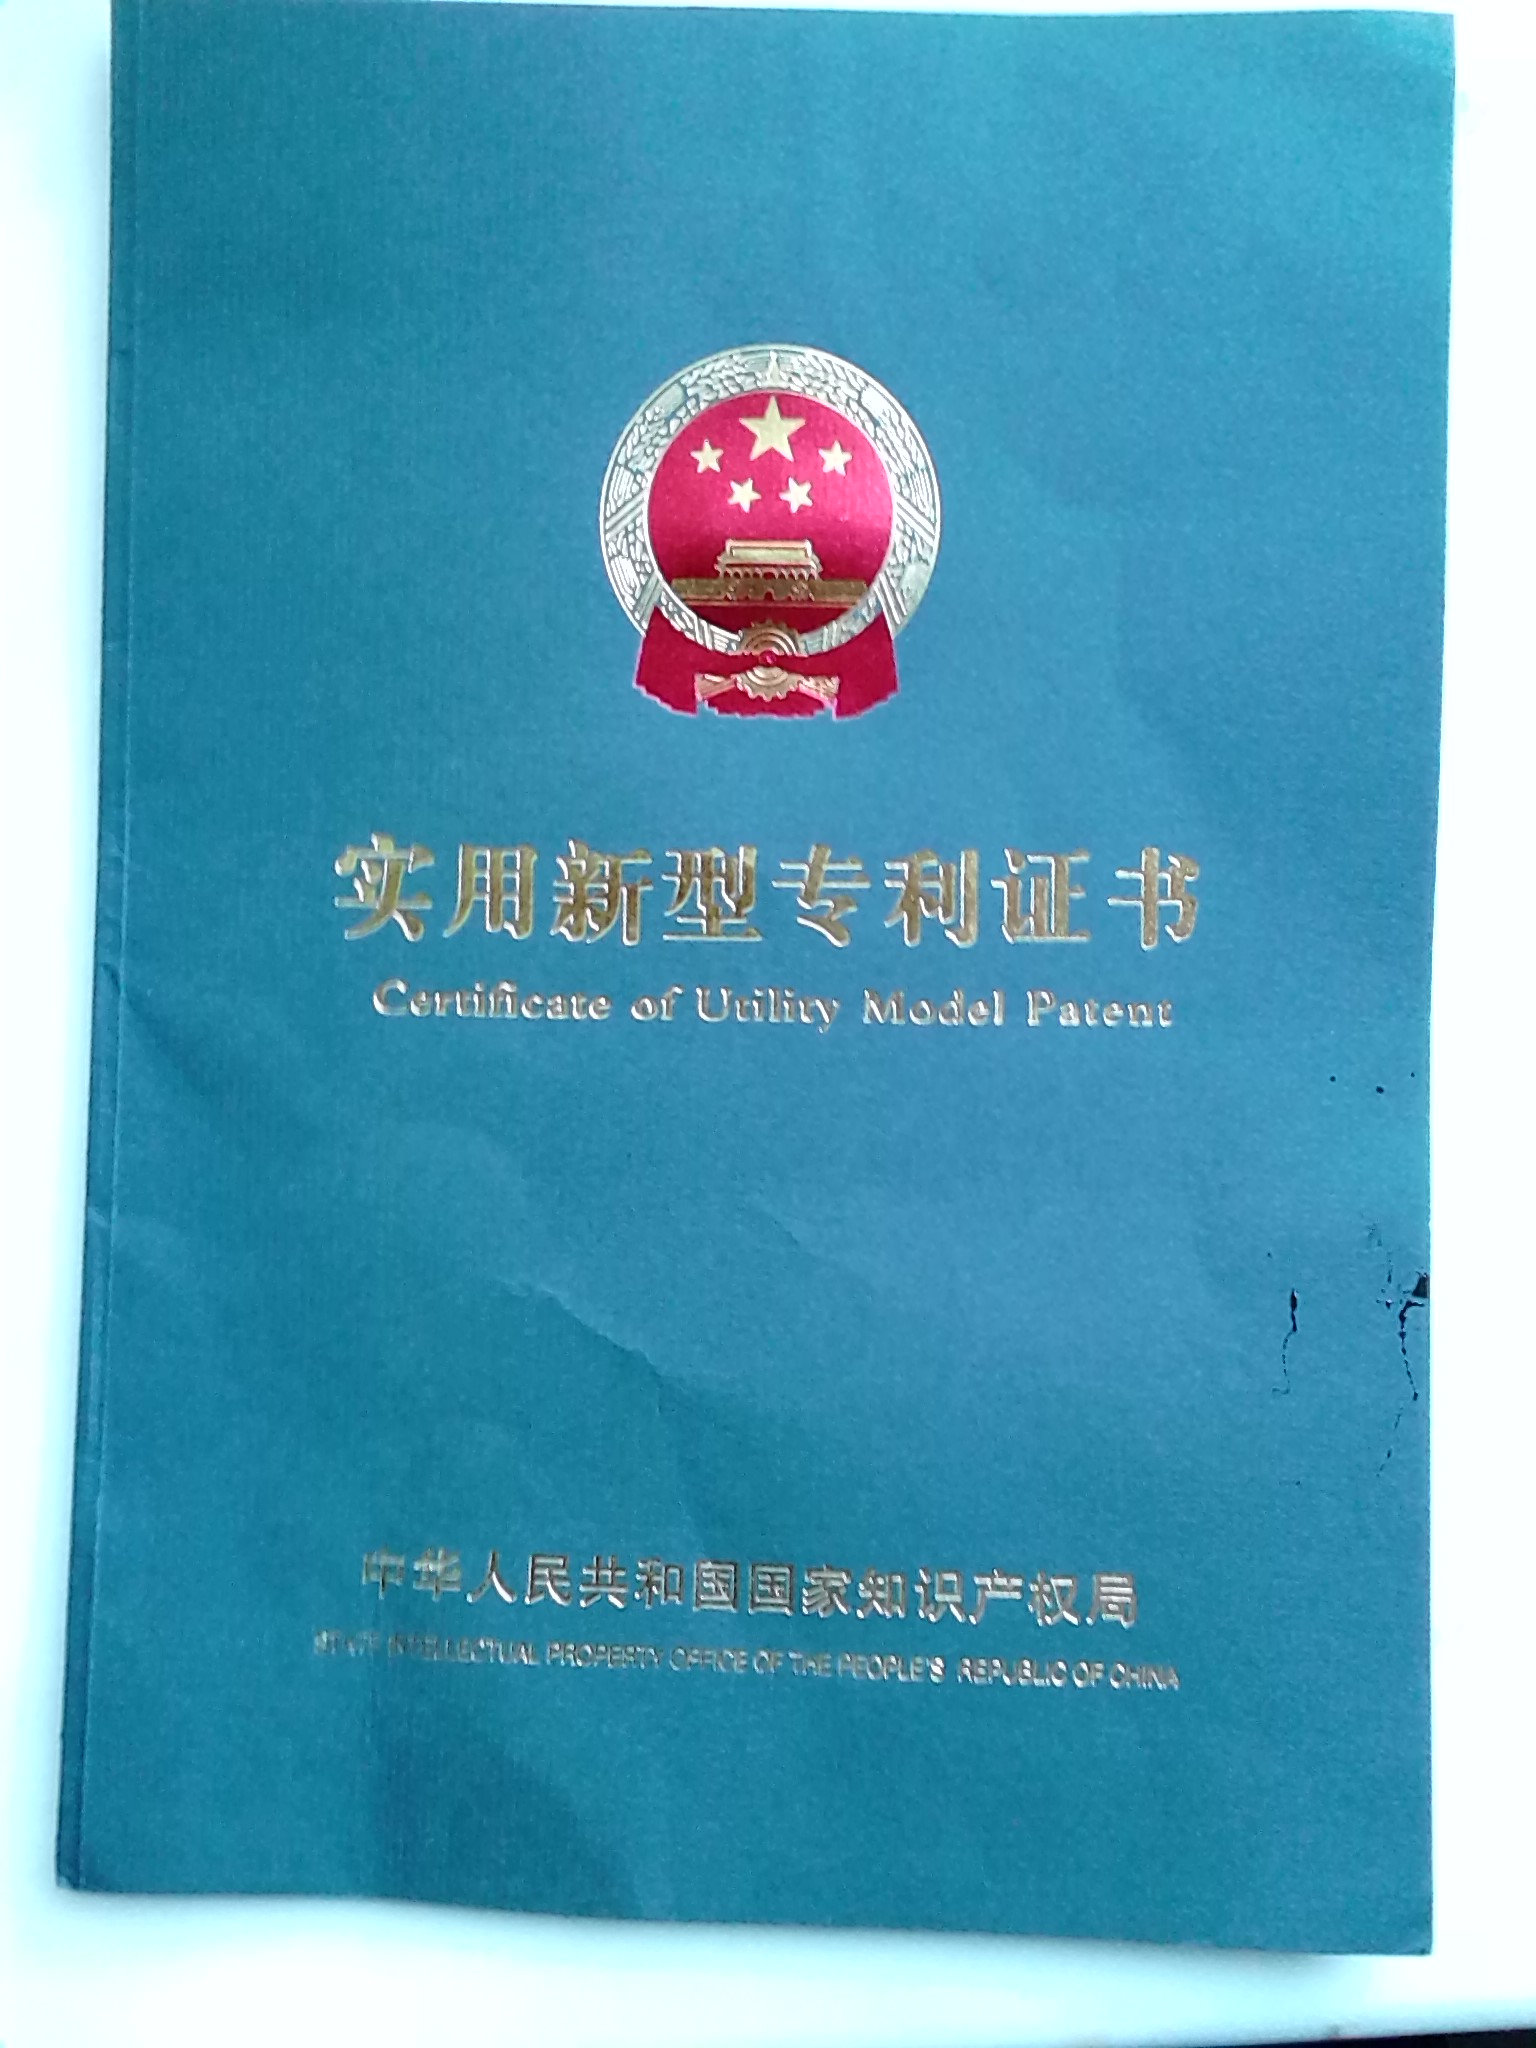 实用新型专利证书
Certificate of Utility Model Patent
中华人民共和国国家知识产权局
STATE INTELLECTUAL PROPERTY OFFICE OF THE PEOPLE'S REPUBLIC OF CHINA